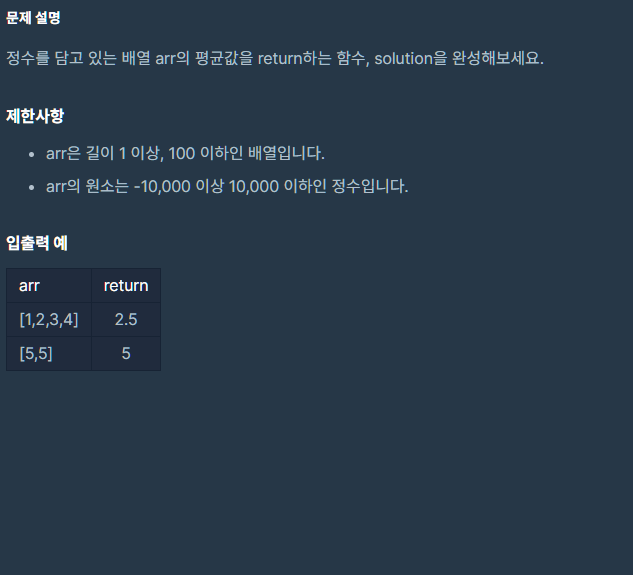 문제 설명
정수를 담고 있는 배열 arr의 평균값을 return하는 함수, solution을 완성해보세요.
제한사항
• arr은 길이 1 이상, 100 이하인 배열입니다.
• arr의 원소는 -10,000 이상 10,000 이하인 정수입니다.
입출력 예
arr return
[1,2,3,4] 2.5
[5,5] 5